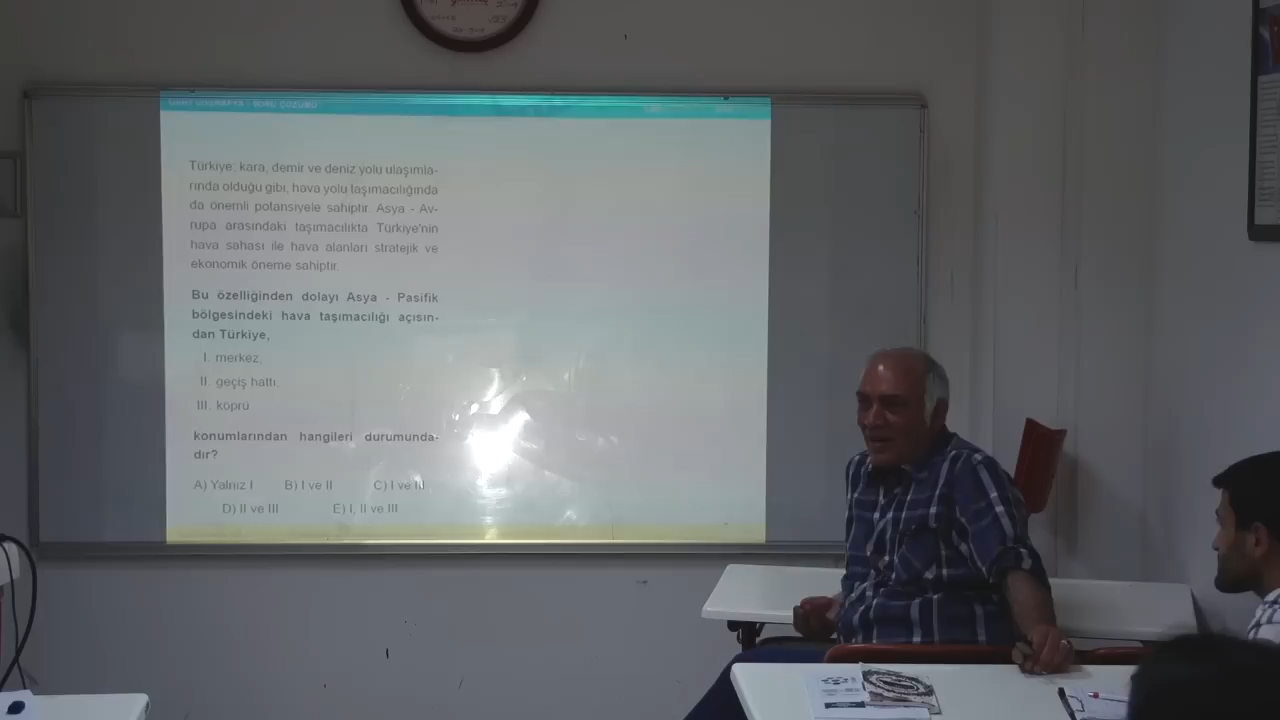 COĞRAFYA - SORU ÇÖZÜMÜ
Türkiye; kara, demir ve deniz yolu ulaşımla-
rında olduğu gibi, hava yolu taşımacılığında
da önemli potansiyele sahiptir. Asya - Av-
rupa arasındaki taşımacılıkta Türkiye'nin
hava sahası ile hava alanları stratejik ve
ekonomik öneme sahiptir.
Bu özelliğinden dolayı Asya - Pasifik
bölgesindeki hava taşımacılığı açısın-
dan Türkiye,
I. merkez,
II. geçiş hattı,
III. köprü
konumlarından hangileri durumunda-
dır?
A) Yalnız I B) I ve II C) I ve III
D) II ve III E) I, II ve III